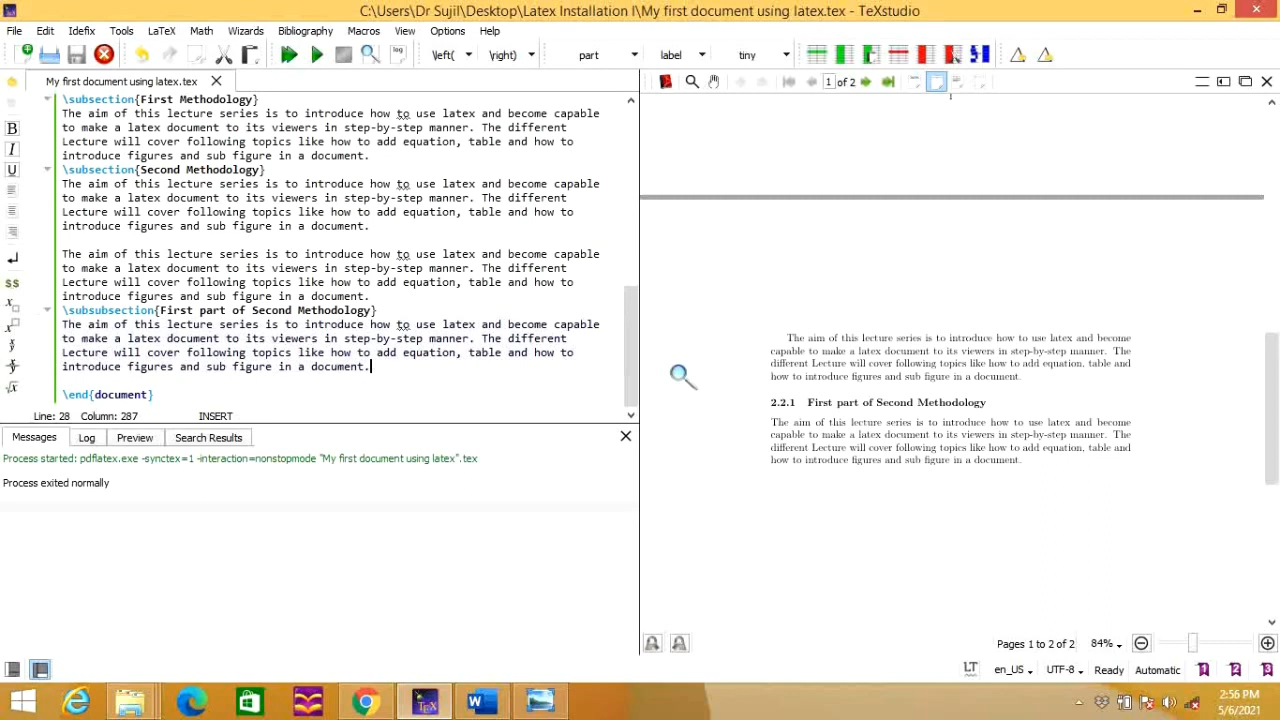 C:\Users\Dr Sujil\Desktop\Latex Installation I\My first document using latex.tex - TeXstudio
File Edit Idefix Tools LaTeX Math Wizards Bibliography Macros View Options Help
log \left( \right) part label tiny
My first document using latex.tex
1 of 2
\subsection{First Methodology}
The aim of this lecture series is to introduce how to use latex and become capable
to make a latex document to its viewers in step-by-step manner. The different
Lecture will cover following topics like how to add equation, table and how to
introduce figures and sub figure in a document.
\subsection{Second Methodology}
The aim of this lecture series is to introduce how to use latex and become capable
to make a latex document to its viewers in step-by-step manner. The different
Lecture will cover following topics like how to add equation, table and how to
introduce figures and sub figure in a document.
The aim of this lecture series is to introduce how to use latex and become capable
to make a latex document to its viewers in step-by-step manner. The different
Lecture will cover following topics like how to add equation, table and how to
introduce figures and sub figure in a document.
\subsubsection{First part of Second Methodology}
The aim of this lecture series is to introduce how to use latex and become capable
to make a latex document to its viewers in step-by-step manner. The different
Lecture will cover following topics like how to add equation, table and how to
introduce figures and sub figure in a document.
\end{document}
Line: 28 Column: 287 INSERT
Messages Log Preview Search Results
Process started: pdflatex.exe -synctex=1 -interaction=nonstopmode "My first document using latex".tex
Process exited normally
The aim of this lecture series is to introduce how to use latex and become
capable to make a latex document to its viewers in step-by-step manner. The
different Lecture will cover following topics like how to add equation, table and
how to introduce figures and sub figure in a document.
2.2.1 First part of Second Methodology
The aim of this lecture series is to introduce how to use latex and become
capable to make a latex document to its viewers in step-by-step manner. The
different Lecture will cover following topics like how to add equation, table and
how to introduce figures and sub figure in a document.
Pages 1 to 2 of 2 84%
LT en_US UTF-8 Ready Automatic 1 2 3
2:56 PM
5/6/2021